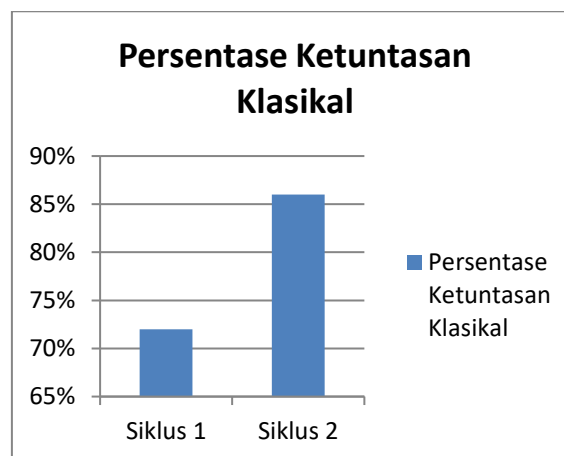 Persentase Ketuntasan
Klasikal
90%
85%
80%
75%
70%
65%
Siklus 1
Siklus 2
Persentase
Ketuntasan
Klasikal